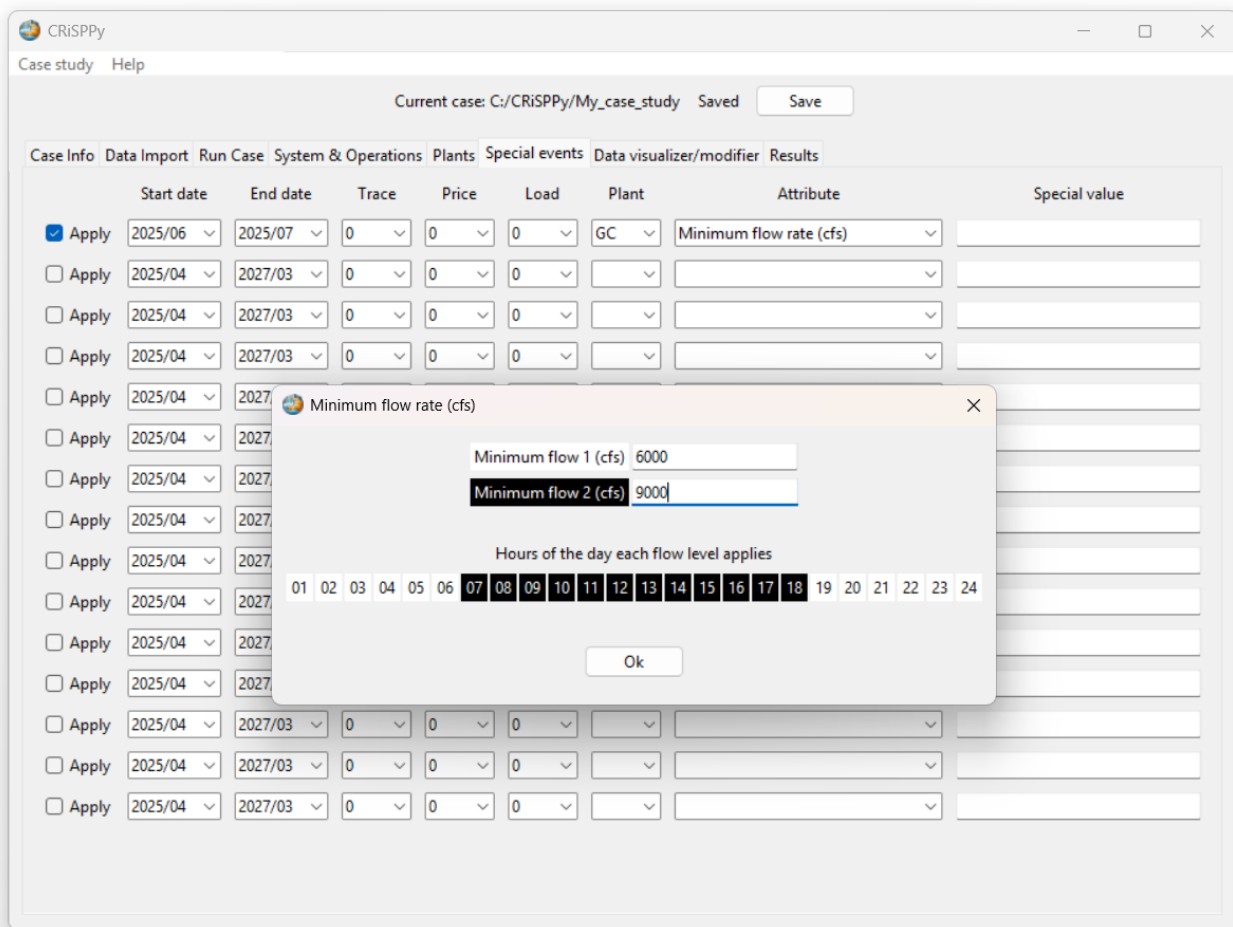 CRiSPPy
Case study Help
Current case: C:/CRiSPPy/My_case_study Saved Save
Case Info Data Import Run Case System & Operations Plants Special events Data visualizer/modifier Results
Start date End date Trace Price Load Plant Attribute Special value
Apply 2025/06 2025/07 0 0 0 GC Minimum flow rate (cfs)
Apply 2025/04 2027/03 0 0 0
Apply 2025/04 2027/03 0 0 0
Apply 2025/04 2027/03 0 0 0
Apply 2025/04 2027/
Apply 2025/04 2027/
Apply 2025/04 2027/
Apply 2025/04 2027/
Apply 2025/04 2027/
Apply 2025/04 2027/
Apply 2025/04 2027/
Apply 2025/04 2027/
Minimum flow rate (cfs)
Minimum flow 1 (cfs) 6000
Minimum flow 2 (cfs) 9000
Hours of the day each flow level applies
01 02 03 04 05 06 07 08 09 10 11 12 13 14 15 16 17 18 19 20 21 22 23 24
Ok
Apply 2025/04 2027/03 0 0 0
Apply 2025/04 2027/03 0 0 0
Apply 2025/04 2027/03 0 0 0